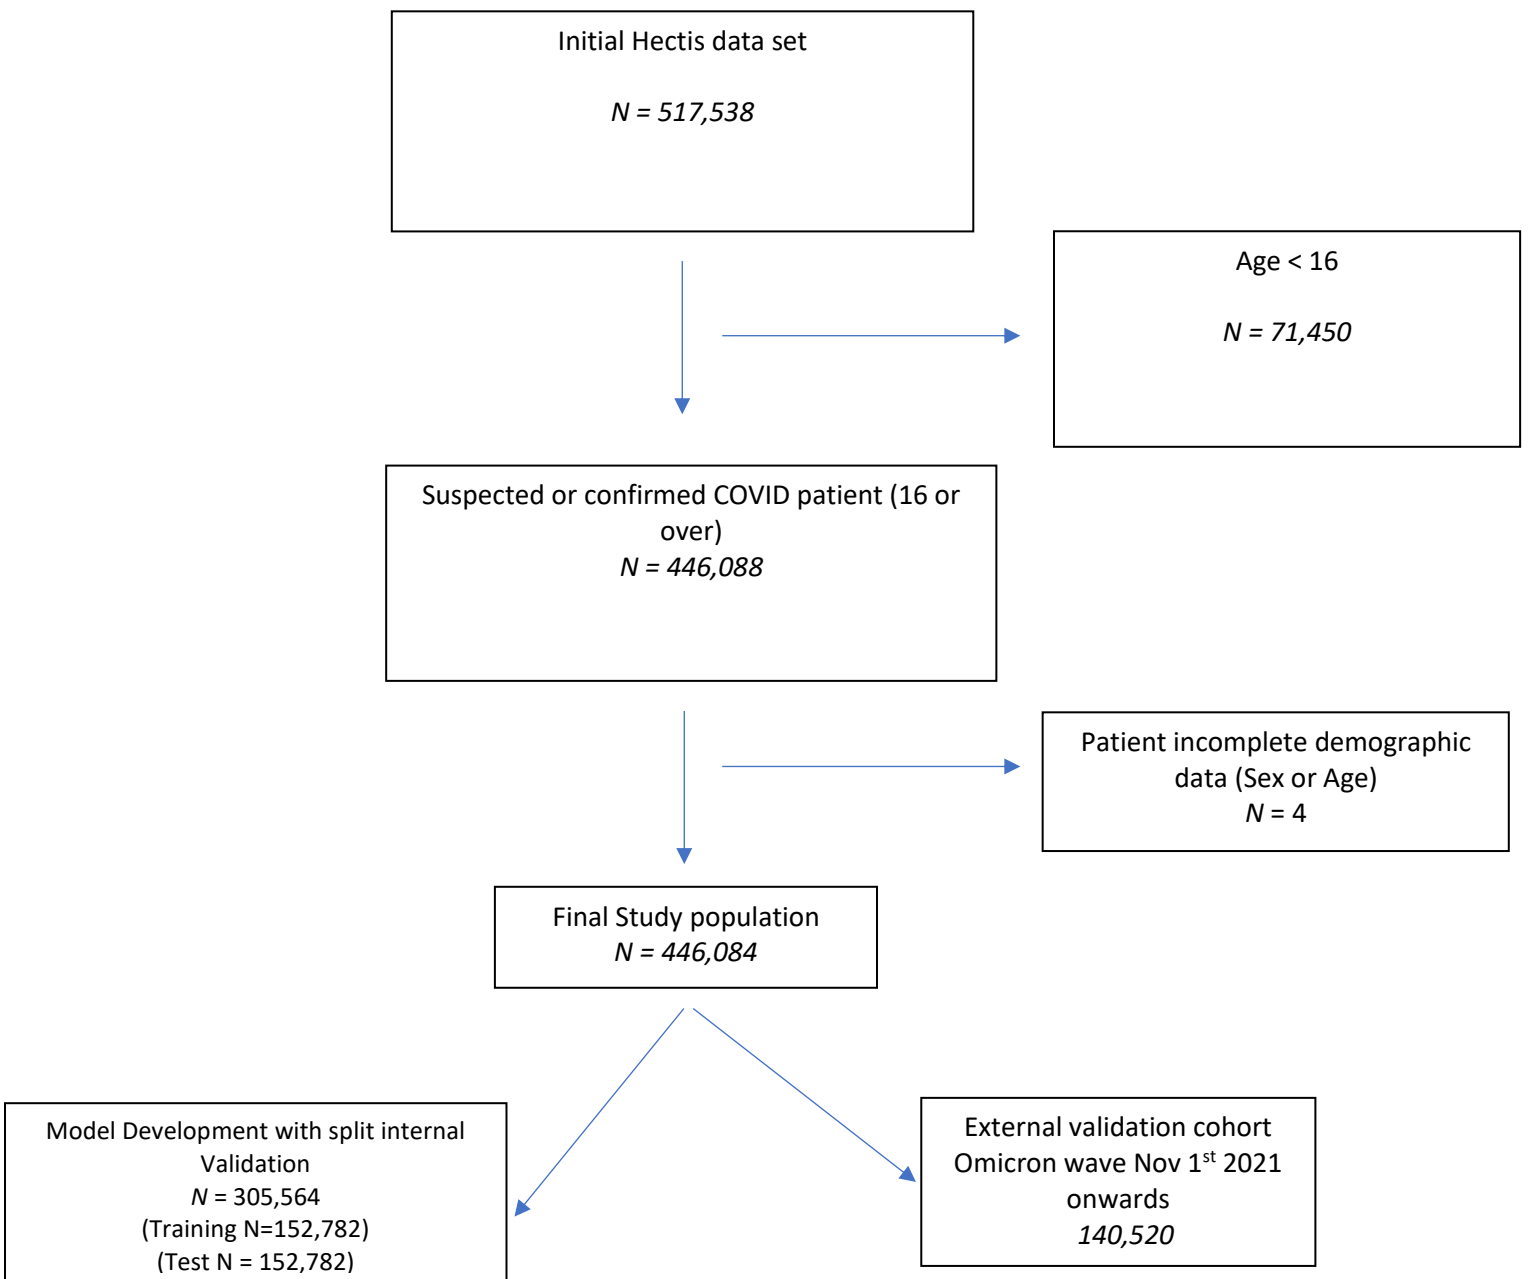 Initial Hectis data set
N = 517,538
Age < 16
N = 71,450
Suspected or confirmed COVID patient (16 or
over)
N = 446,088
Patient incomplete demographic
data (Sex or Age)
N = 4
Final Study population
N = 446,084
Model Development with split internal
Validation
N = 305,564
(Training N=152,782)
(Test N = 152,782)
External validation cohort
Omicron wave Nov 1st 2021
onwards
140,520